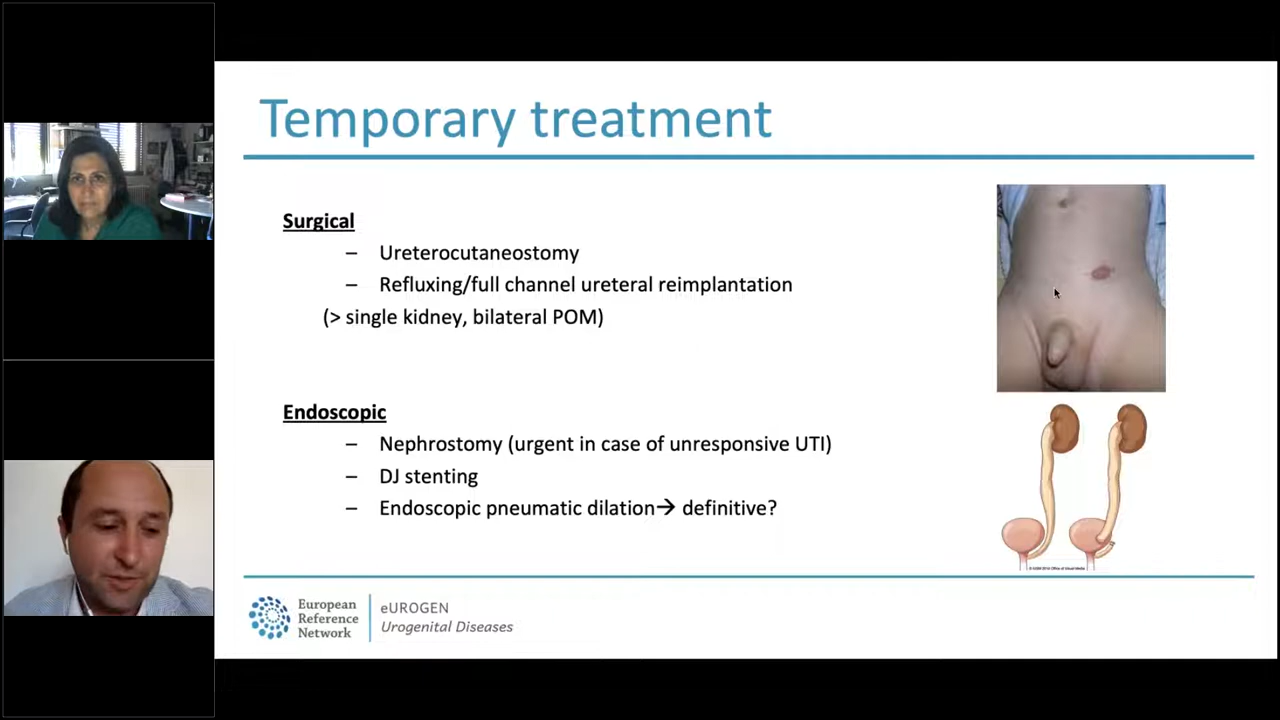 Temporary treatment
Surgical
– Ureterocutaneostomy
– Refluxing/full channel ureteral reimplantation
(> single kidney, bilateral POM)
Endoscopic
– Nephrostomy (urgent in case of unresponsive UTI)
– DJ stenting
– Endoscopic pneumatic dilation→ definitive?
European
Reference
Network
eUROGEN
Urogenital Diseases